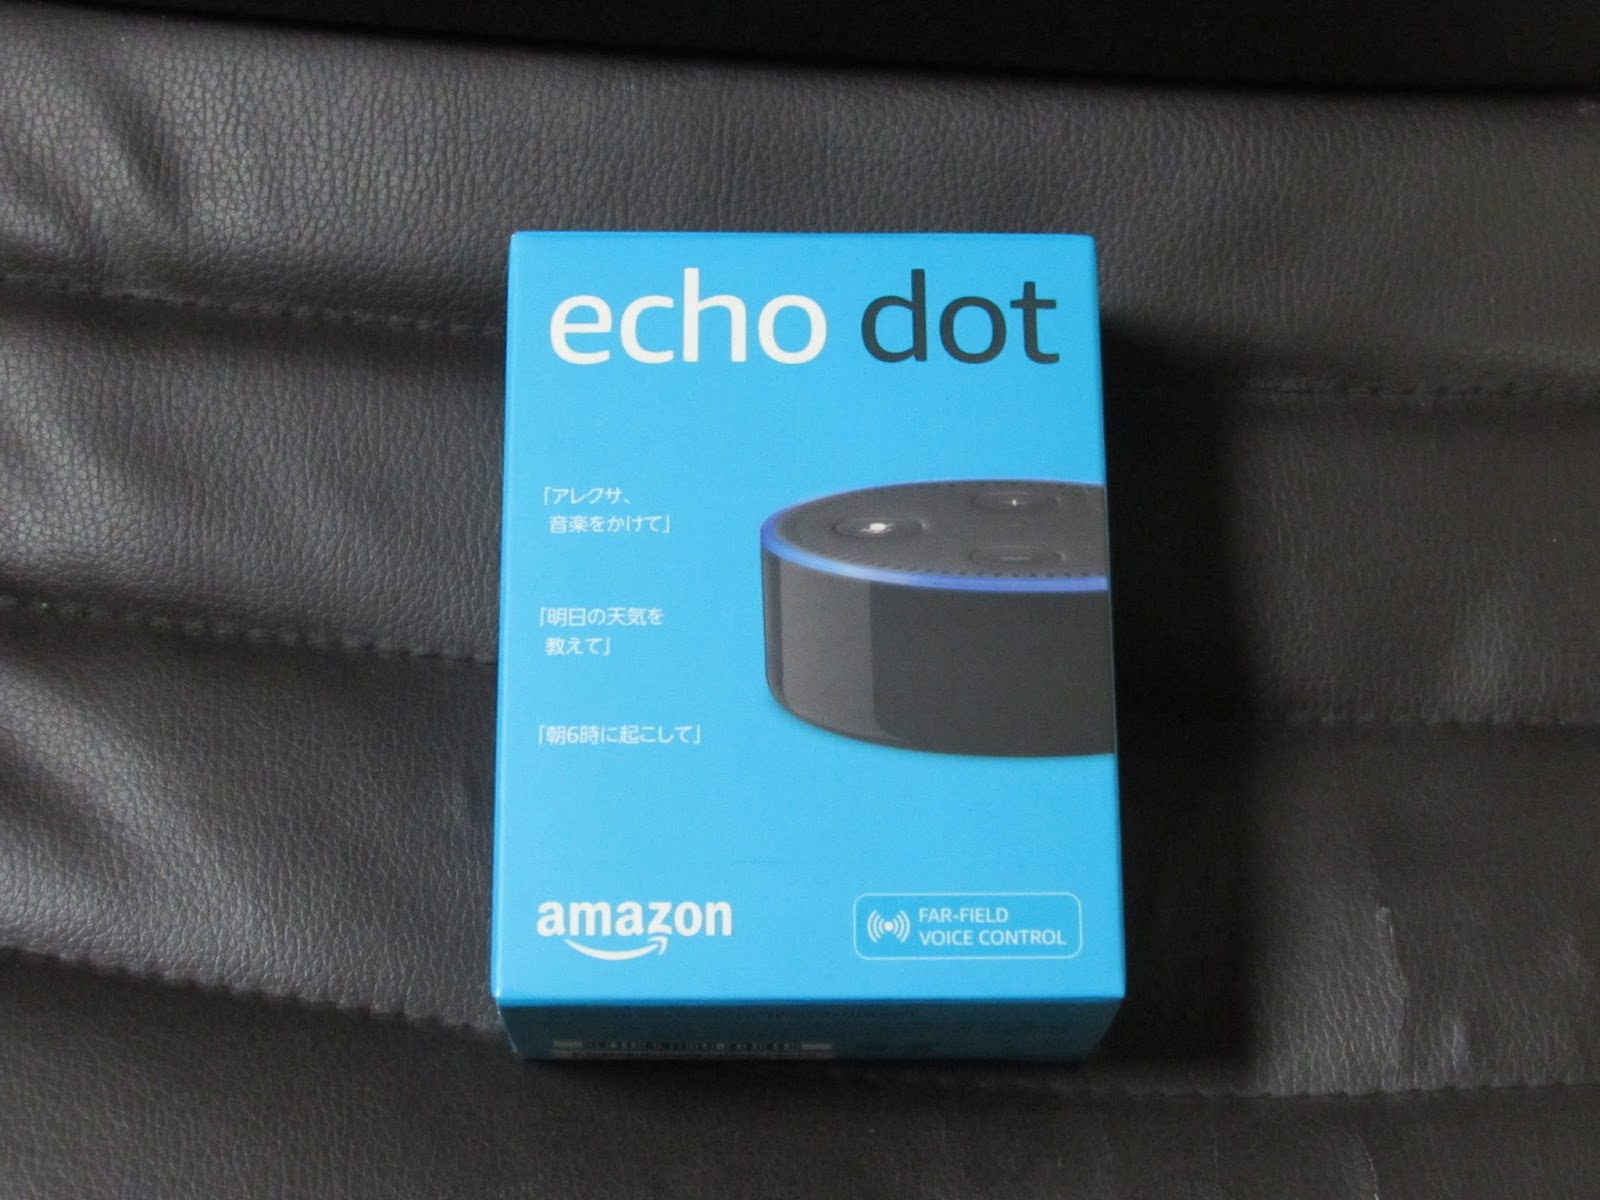 echo dot
「アレクサ、
音楽をかけて」
「明日の天気を
教えて」
「朝6時に起こして」
amazon
FAR-FIELD
VOICE CONTROL